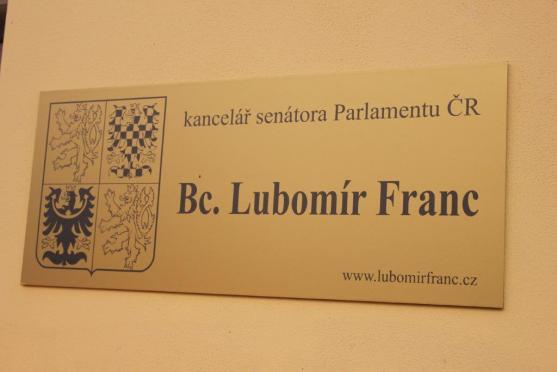 kancelář senátora Parlamentu ČR
Bc. Lubomír Franc
www.lubomirfranc.cz